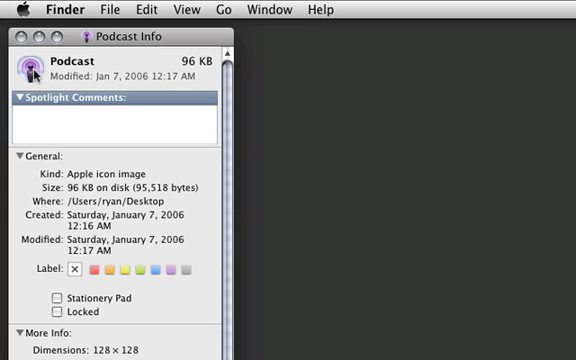 Finder File Edit View Go Window Help
Podcast Info
Podcast 96 KB
Modified: Jan 7, 2006 12:17 AM
Spotlight Comments:
General:
Kind: Apple icon image
Size: 96 KB on disk (95,518 bytes)
Where: /Users/ryan/Desktop
Created: Saturday, January 7, 2006
12:16 AM
Modified: Saturday, January 7, 2006
12:17 AM
Label:
Stationery Pad
Locked
More Info:
Dimensions: 128 × 128